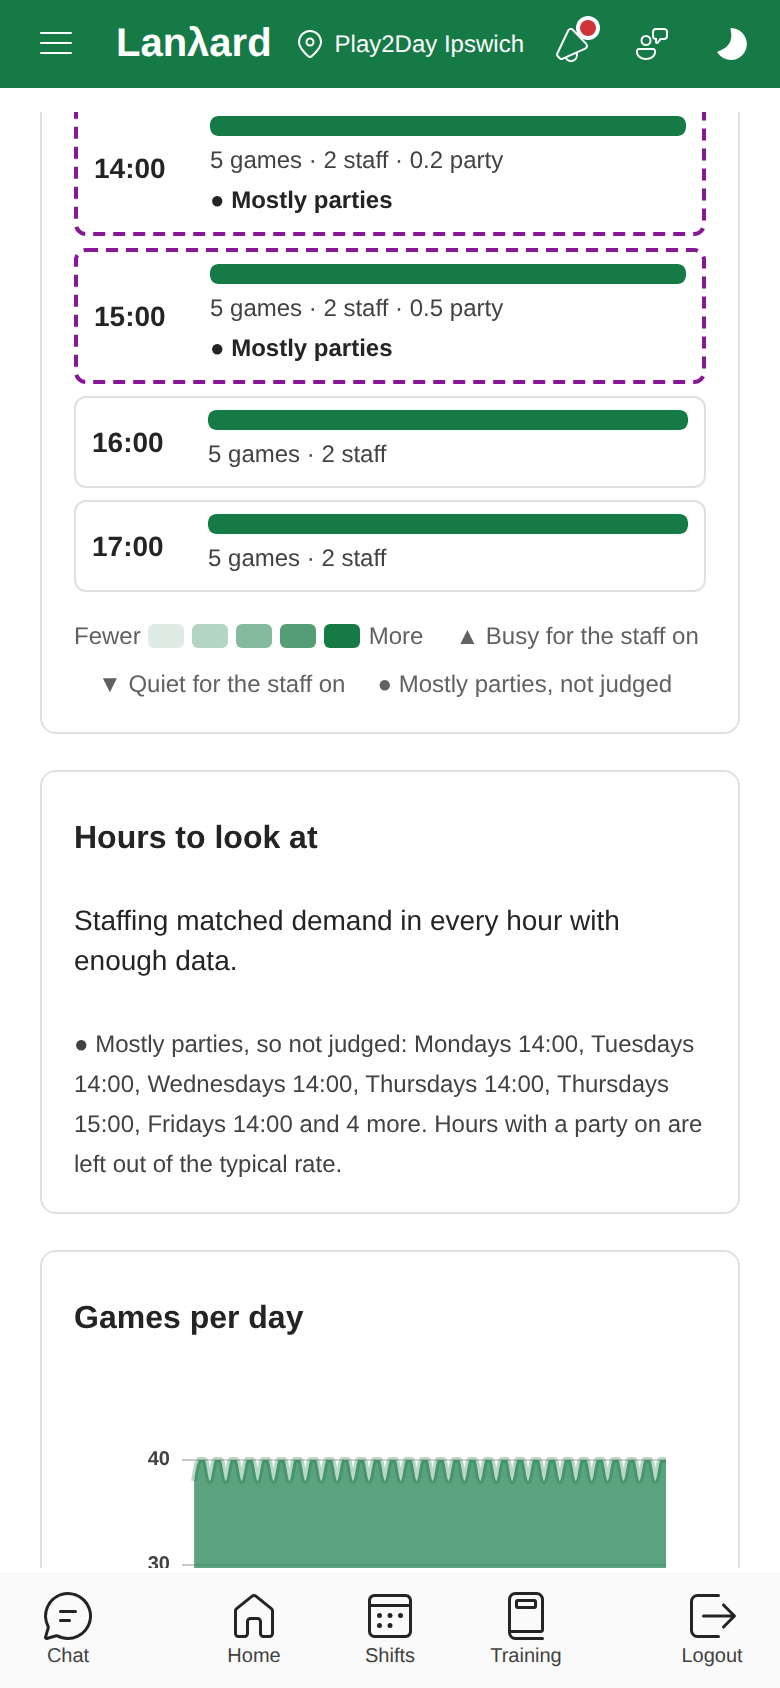 Lanλard
Play2Day Ipswich
14:00
5 games · 2 staff · 0.2 party
● Mostly parties
15:00
5 games · 2 staff · 0.5 party
● Mostly parties
16:00
5 games · 2 staff
17:00
5 games · 2 staff
Fewer More ▲ Busy for the staff on
▼ Quiet for the staff on ● Mostly parties, not judged
Hours to look at
Staffing matched demand in every hour with
enough data.
● Mostly parties, so not judged: Mondays 14:00, Tuesdays
14:00, Wednesdays 14:00, Thursdays 14:00, Thursdays
15:00, Fridays 14:00 and 4 more. Hours with a party on are
left out of the typical rate.
Games per day
40
30
Chat
Home
Shifts
Training
Logout